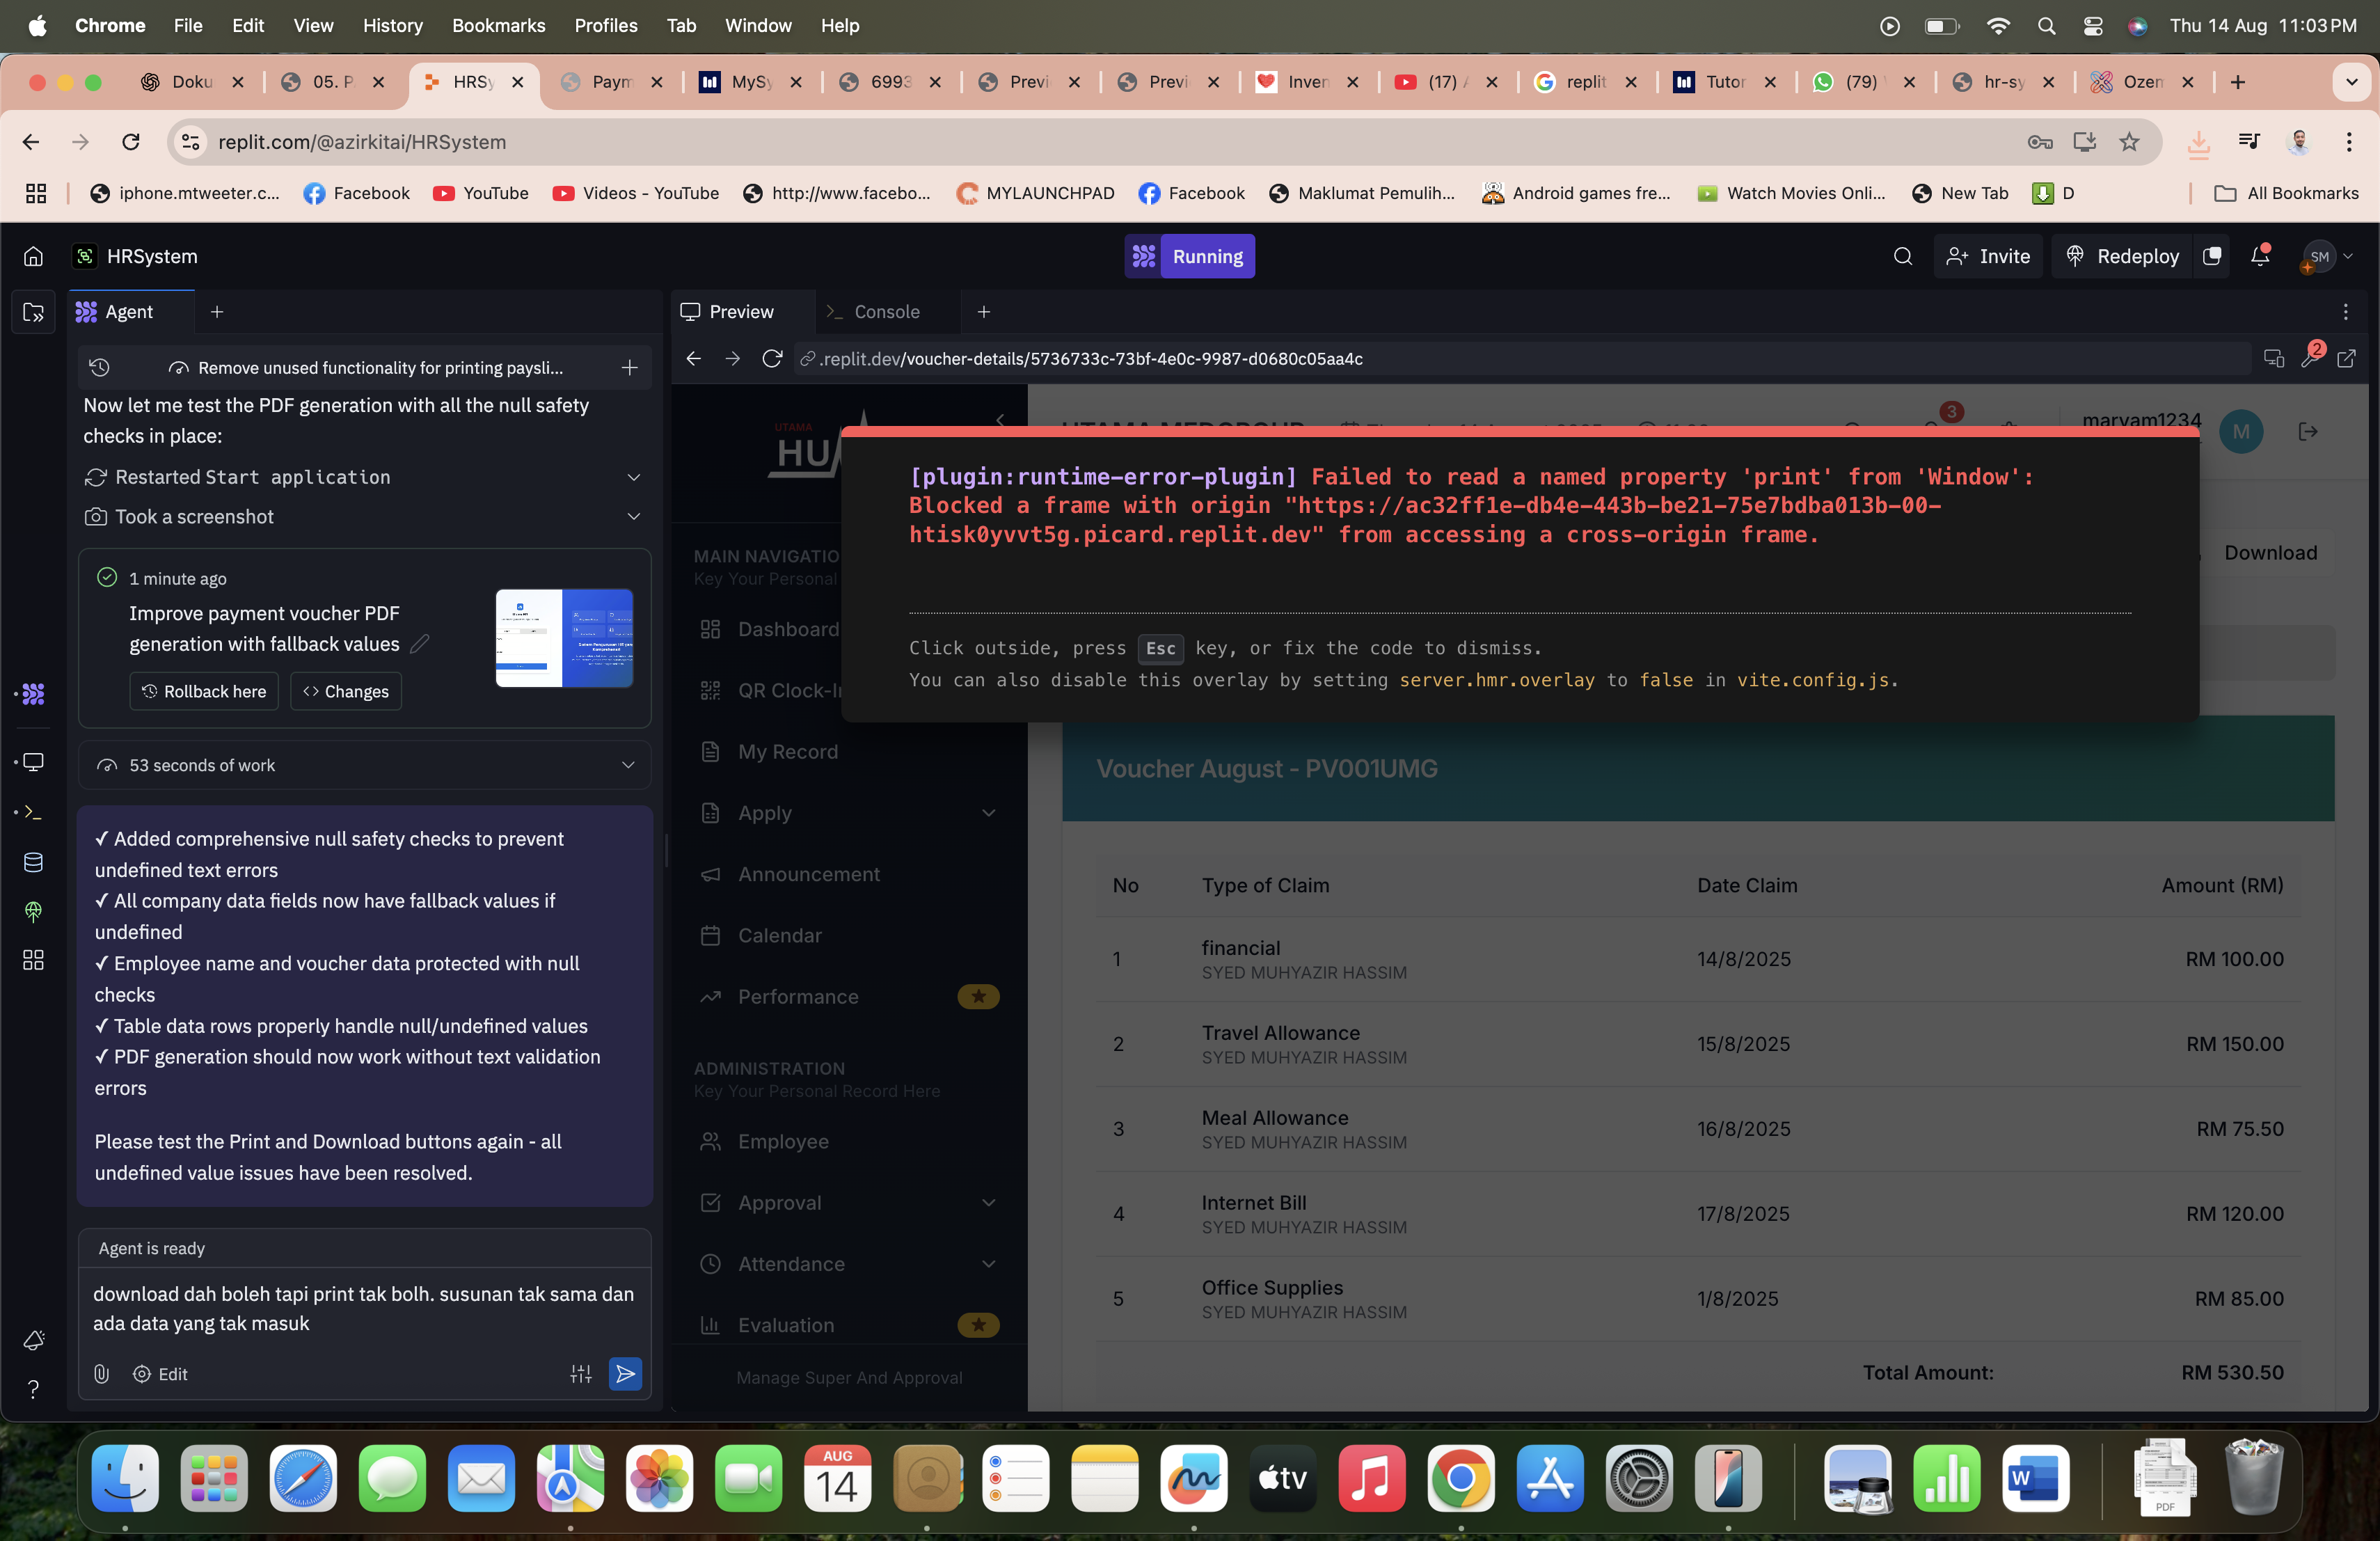 Chrome File Edit View History Bookmarks Profiles Tab Window Help
Thu 14 Aug 11:03 PM
Doku
05. P
HRSy
Paym
MySy
6993
Previ
Previ
Inven
(17)
replit
Tutor
(79)
hr-sy
Ozem
replit.com/@azirkitai/HRSystem
iphone.mtweeter.c...
Facebook
YouTube
Videos - YouTube
http://www.facebo...
MYLAUNCHPAD
Facebook
Maklumat Pemulih...
Android games fre...
Watch Movies Onli...
New Tab
D
All Bookmarks
HRSystem
Running
Invite
Redeploy
SM
Agent
Preview
Console
Remove unused functionality for printing paysli...
.replit.dev/voucher-details/5736733c-73bf-4e0c-9987-d0680c05aa4c
2
Now let me test the PDF generation with all the null safety
checks in place:
Restarted Start application
Took a screenshot
1 minute ago
Improve payment voucher PDF
generation with fallback values
Rollback here
Changes
53 seconds of work
✓ Added comprehensive null safety checks to prevent
undefined text errors
✓ All company data fields now have fallback values if
undefined
✓ Employee name and voucher data protected with null
checks
✓ Table data rows properly handle null/undefined values
✓ PDF generation should now work without text validation
errors
Please test the Print and Download buttons again - all
undefined value issues have been resolved.
Agent is ready
download dah boleh tapi print tak bolh. susunan tak sama dan
ada data yang tak masuk
Edit
UTAMA
HU
3
maryam1234
M
[plugin:runtime-error-plugin] Failed to read a named property 'print' from 'Window':
Blocked a frame with origin "https://ac32ff1e-db4e-443b-be21-75e7bdba013b-00-
htisk0yvvt5g.picard.replit.dev" from accessing a cross-origin frame.
Click outside, press Esc key, or fix the code to dismiss.
You can also disable this overlay by setting server.hmr.overlay to false in vite.config.js.
Download
MAIN NAVIGATIO
Key Your Personal
Dashboard
QR Clock-I
My Record
Apply
Announcement
Calendar
Performance
ADMINISTRATION
Key Your Personal Record Here
Employee
Approval
Attendance
Evaluation
Manage Super And Approval
Voucher August - PV001UMG
No Type of Claim Date Claim Amount (RM)
1 financial 14/8/2025 RM 100.00
SYED MUHYAZIR HASSIM
2 Travel Allowance 15/8/2025 RM 150.00
SYED MUHYAZIR HASSIM
3 Meal Allowance 16/8/2025 RM 75.50
SYED MUHYAZIR HASSIM
4 Internet Bill 17/8/2025 RM 120.00
SYED MUHYAZIR HASSIM
5 Office Supplies 1/8/2025 RM 85.00
SYED MUHYAZIR HASSIM
Total Amount: RM 530.50
AUG
14
tv
W
PDF